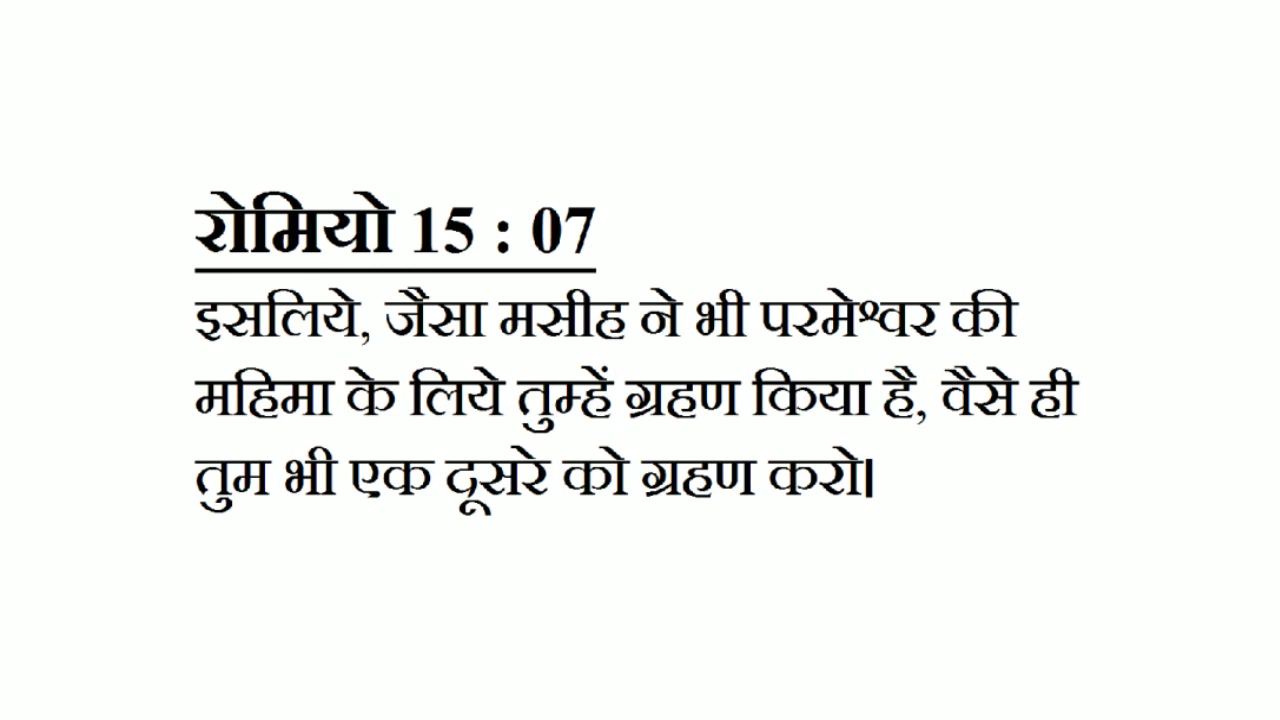 रोमियो 15 : 07
इसलिये, जैसा मसीह ने भी परमेश्वर की
महिमा के लिये तुम्हें ग्रहण किया है, वैसे ही
तुम भी एक दूसरे को ग्रहण करो।